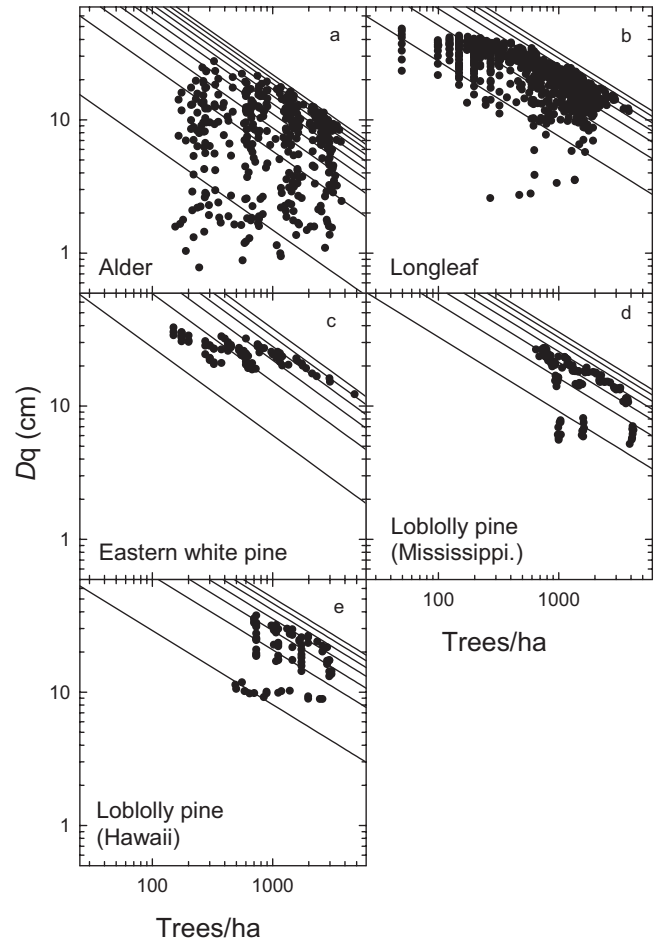 a
b
10
1
Alder
Longleaf
c
d
Dq (cm)
10
1
Eastern white pine
Loblolly pine
(Mississippi.)
e
100
1000
Trees/ha
10
1
Loblolly pine
(Hawaii)
100
1000
Trees/ha